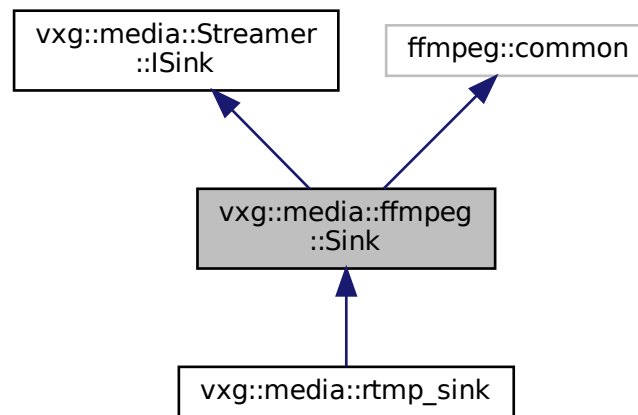 vxg::media::Streamer
::ISink
ffmpeg::common
vxg::media::ffmpeg
::Sink
vxg::media::rtmp_sink